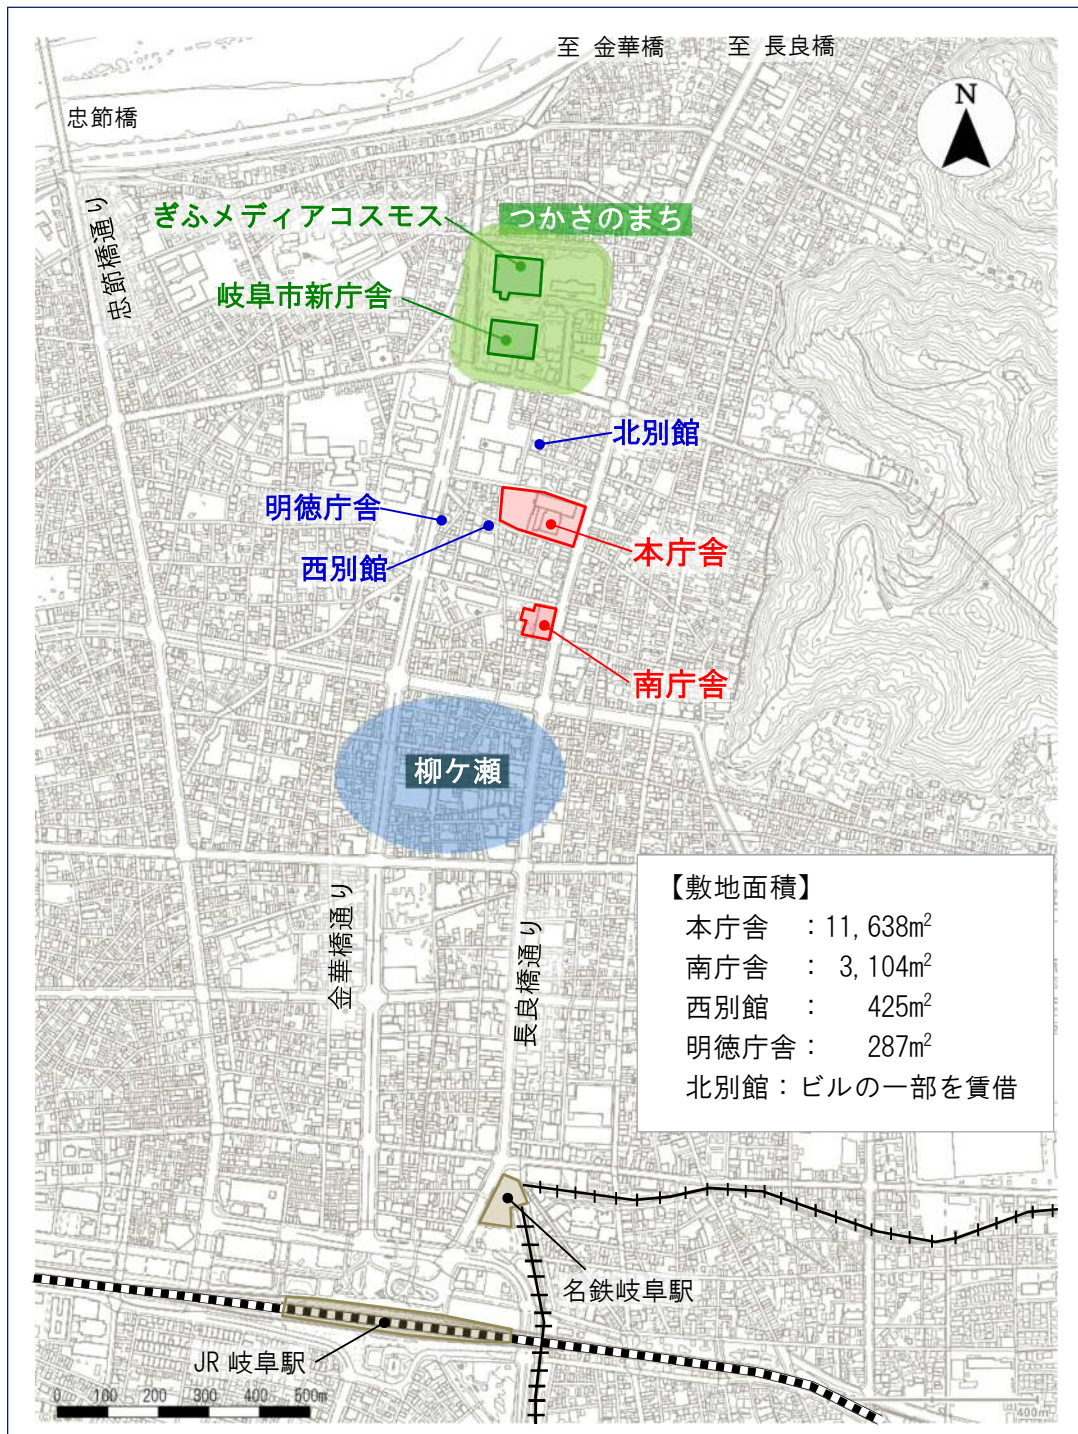 至 金華橋
至 長良橋
忠節橋
N
忠節橋通り
ぎふメディアコスモス
つかさのまち
岐阜市新庁舎
北別館
明徳庁舎
西別館
本庁舎
南庁舎
柳ケ瀬
金華橋通り
長良橋通り
【敷地面積】
本庁舎 ：11,638m²
南庁舎 ： 3,104m²
西別館 ： 425m²
明徳庁舎： 287m²
北別館：ビルの一部を賃借
名鉄岐阜駅
JR 岐阜駅
0 100 200 300 400 500m
400m